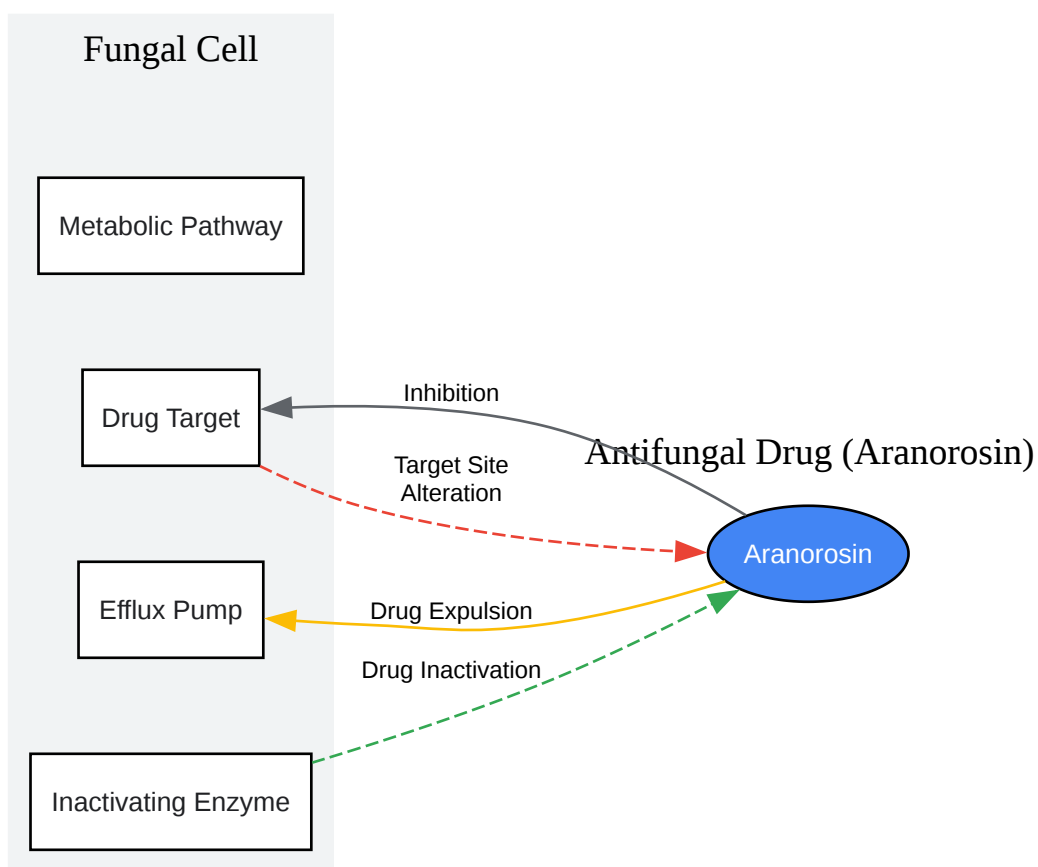 Fungal Cell
Metabolic Pathway
Inhibition
Drug Target
Antifungal Drug (Aranorosin)
Target Site
Alteration
Aranorosin
Efflux Pump
Drug Expulsion
Drug Inactivation
Inactivating Enzyme